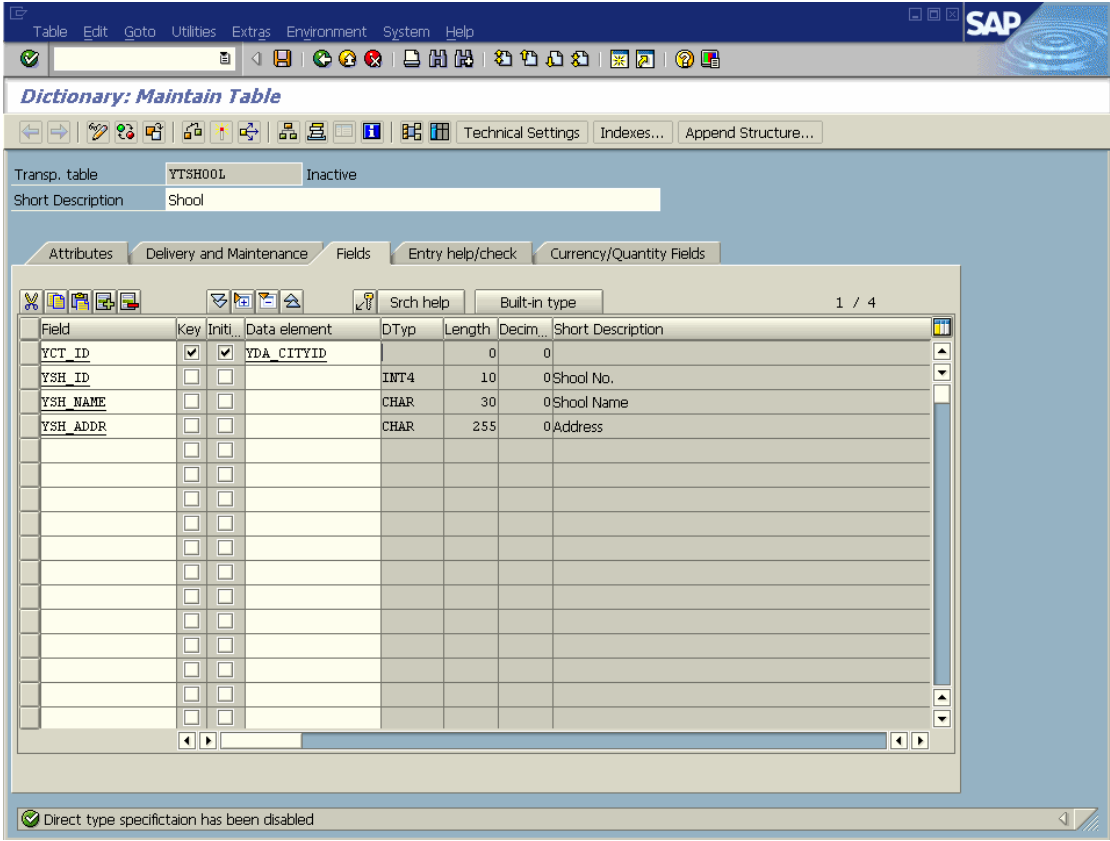 Table Edit Goto Utilities Extras Environment System Help
SAP
Dictionary: Maintain Table
Technical Settings Indexes... Append Structure...
Transp. table YTSHOOL Inactive
Short Description Shool
Attributes Delivery and Maintenance Fields Entry help/check Currency/Quantity Fields
Srch help Built-in type 1 / 4
Field Key Initi... Data element DTyp Length Decim... Short Description
YCT_ID YDA_CITYID 0 0
YSH_ID INT4 10 0 Shool No.
YSH_NAME CHAR 30 0 Shool Name
YSH_ADDR CHAR 255 0 Address
Direct type specifictaion has been disabled